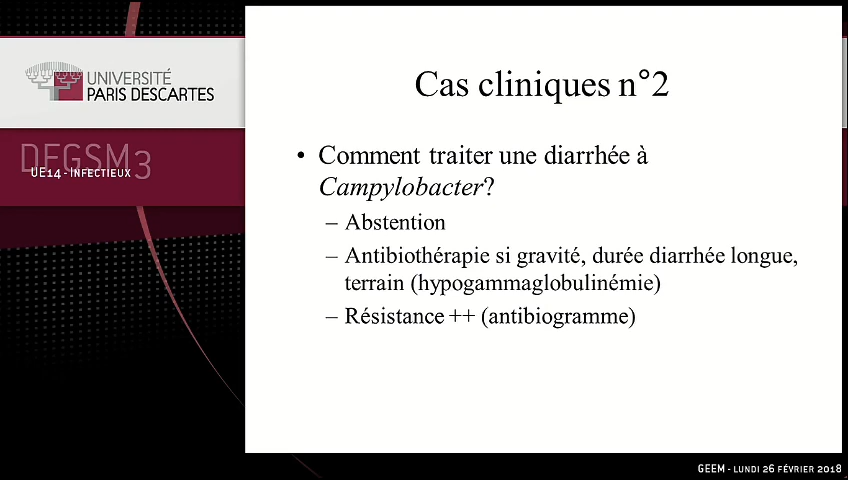 UNIVERSITÉ
PARIS DESCARTES
DFGSM3
UE14 - INFECTIEUX
Cas cliniques n°2
• Comment traiter une diarrhée à
Campylobacter?
– Abstention
– Antibiothérapie si gravité, durée diarrhée longue,
terrain (hypogammaglobulinémie)
– Résistance ++ (antibiogramme)
GEEM - LUNDI 26 FÉVRIER 2018